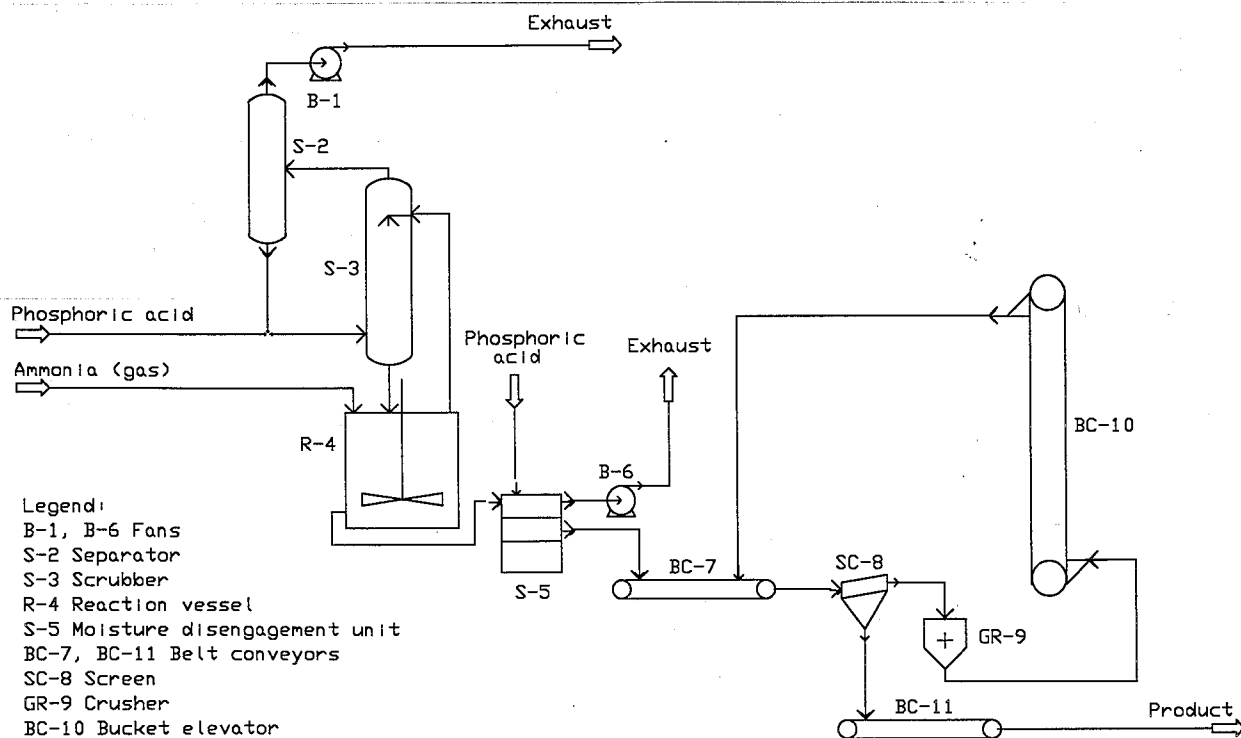 Exhaust
B-1
S-2
S-3
Phosphoric acid
Phosphoric
acid
Exhaust
Ammonia (gas)
R-4
BC-10
B-6
Legend:
B-1, B-6 Fans
S-2 Separator
S-3 Scrubber
R-4 Reaction vessel
S-5 Moisture disengagement unit
BC-7, BC-11 Belt conveyors
SC-8 Screen
GR-9 Crusher
BC-10 Bucket elevator
S-5
BC-7
SC-8
GR-9
BC-11
Product